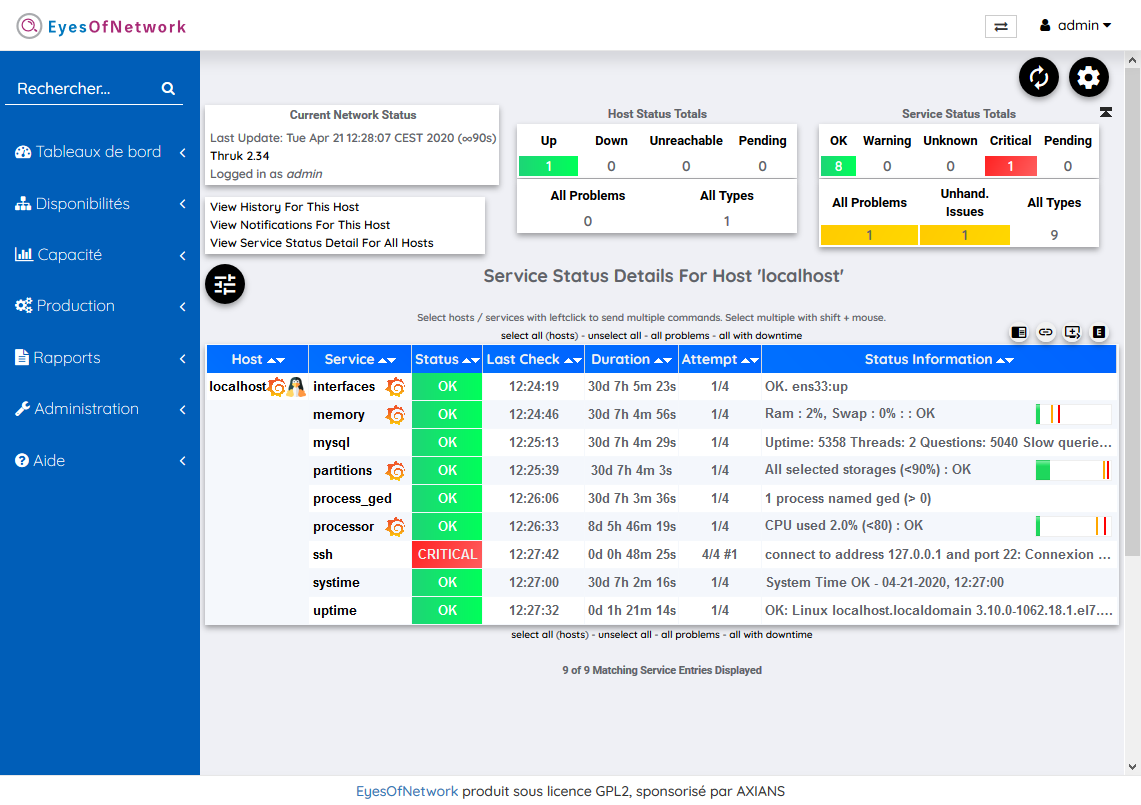 EyesOfNetwork
admin
Rechercher...
Tableaux de bord
Disponibilités
Capacité
Production
Rapports
Administration
Aide
Current Network Status
Last Update: Tue Apr 21 12:28:07 CEST 2020 (∞90s)
Thruk 2.34
Logged in as admin
View History For This Host
View Notifications For This Host
View Service Status Detail For All Hosts
Host Status Totals
Up Down Unreachable Pending
1 0 0 0
All Problems All Types
0 1
Service Status Totals
OK Warning Unknown Critical Pending
8 0 0 1 0
All Problems Unhand. Issues All Types
1 1 9
Service Status Details For Host 'localhost'
Select hosts / services with leftclick to send multiple commands. Select multiple with shift + mouse.
select all (hosts) - unselect all - all problems - all with downtime
E
Host Service Status Last Check Duration Attempt Status Information
localhost interfaces OK 12:24:19 30d 7h 5m 23s 1/4 OK. ens33:up
memory OK 12:24:46 30d 7h 4m 56s 1/4 Ram : 2%, Swap : 0% : : OK
mysql OK 12:25:13 30d 7h 4m 29s 1/4 Uptime: 5358 Threads: 2 Questions: 5040 Slow querie...
partitions OK 12:25:39 30d 7h 4m 3s 1/4 All selected storages (<90%) : OK
process_ged OK 12:26:06 30d 7h 3m 36s 1/4 1 process named ged (> 0)
processor OK 12:26:33 8d 5h 46m 19s 1/4 CPU used 2.0% (<80) : OK
ssh CRITICAL 12:27:42 0d 0h 48m 25s 4/4 #1 connect to address 127.0.0.1 and port 22: Connexion ...
systime OK 12:27:00 30d 7h 2m 16s 1/4 System Time OK - 04-21-2020, 12:27:00
uptime OK 12:27:32 0d 1h 21m 14s 1/4 OK: Linux localhost.localdomain 3.10.0-1062.18.1.el7....
select all (hosts) - unselect all - all problems - all with downtime
9 of 9 Matching Service Entries Displayed
EyesOfNetwork produit sous licence GPL2, sponsorisé par AXIANS